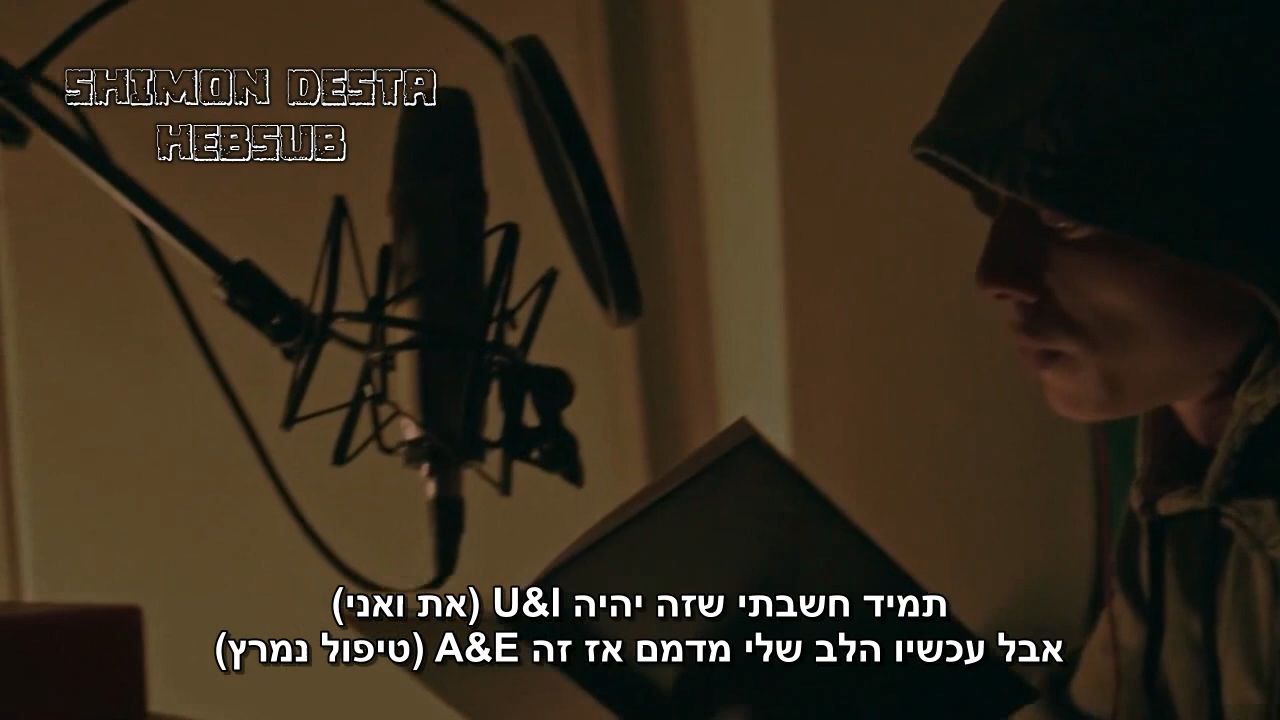 SHIMON DESTA
HEBSUB
תמיד חשבתי שזה יהיה U&I (את ואני)
אבל עכשיו הלב שלי מדמם אז זה A&E (טיפול נמרץ)